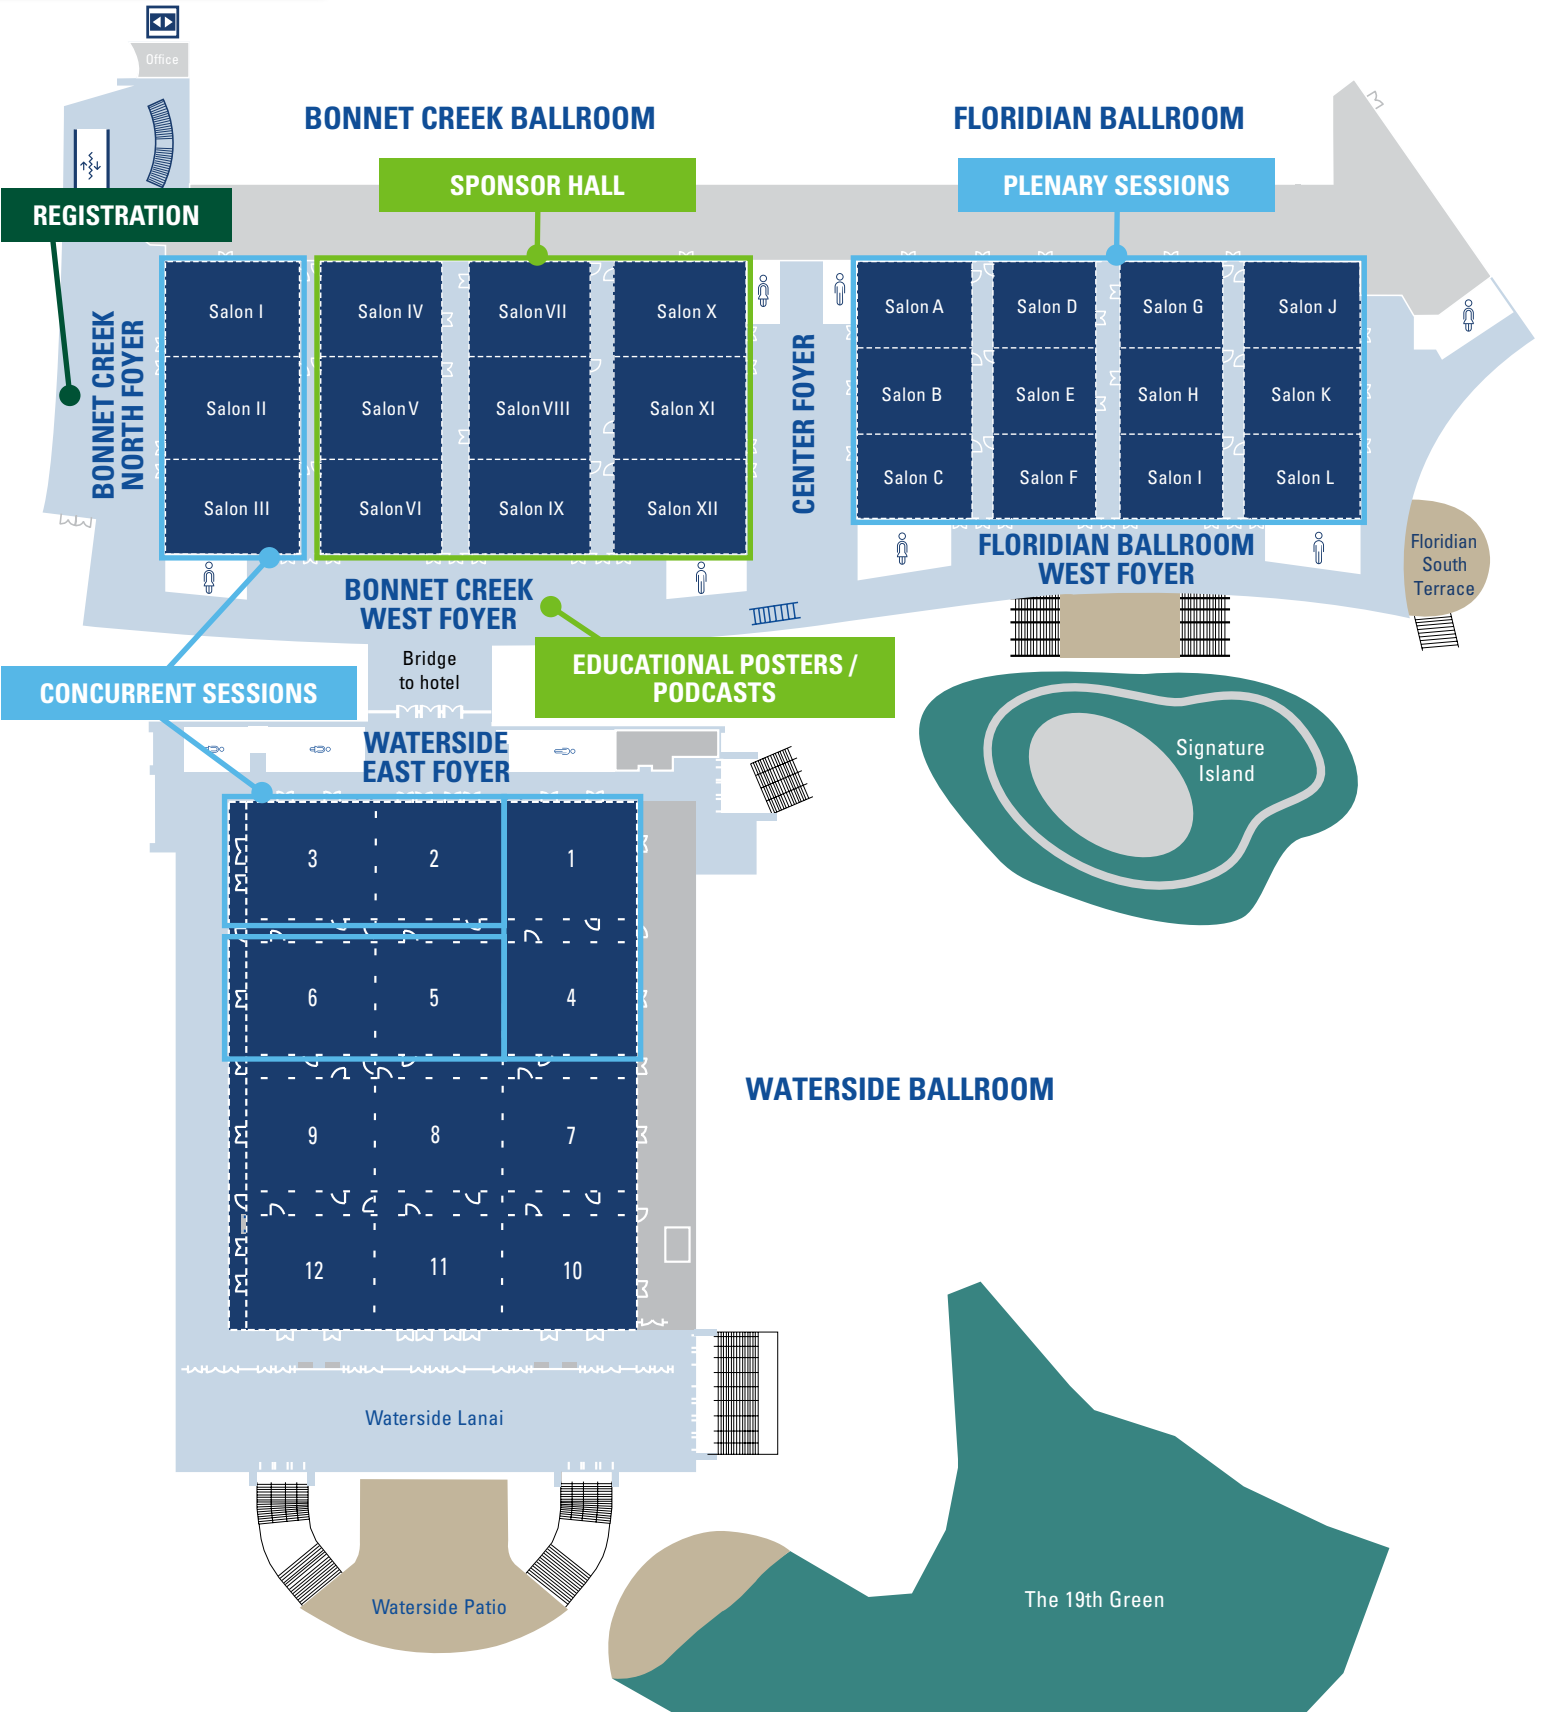 Office
BONNET CREEK BALLROOM
FLORIDIAN BALLROOM
SPONSOR HALL
PLENARY SESSIONS
REGISTRATION
BONNET CREEK
NORTH FOYER
Salon I
Salon IV
Salon VII
Salon X
Salon II
Salon V
Salon VIII
Salon XI
Salon III
Salon VI
Salon IX
Salon XII
CENTER FOYER
Salon A
Salon D
Salon G
Salon J
Salon B
Salon E
Salon H
Salon K
Salon C
Salon F
Salon I
Salon L
FLORIDIAN BALLROOM
WEST FOYER
Floridian
South
Terrace
BONNET CREEK
WEST FOYER
Bridge
to hotel
EDUCATIONAL POSTERS /
PODCASTS
CONCURRENT SESSIONS
WATERSIDE
EAST FOYER
Signature
Island
3
2
1
6
5
4
WATERSIDE BALLROOM
9
8
7
12
11
10
Waterside Lanai
Waterside Patio
The 19th Green